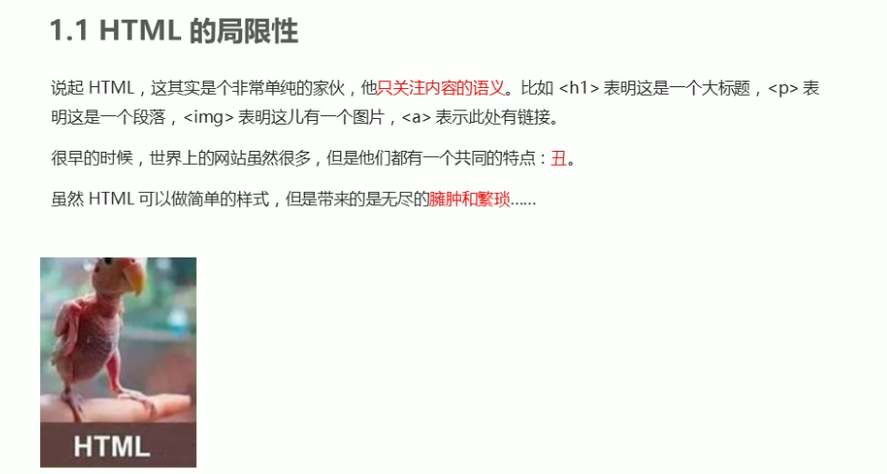 1.1 HTML 的局限性
说起 HTML，这其实是个非常单纯的家伙，他只关注内容的语义。比如 <h1> 表明这是一个大标题，<p> 表
明这是一个段落，<img> 表明这儿有一个图片，<a> 表示此处有链接。
很早的时候，世界上的网站虽然很多，但是他们都有一个共同的特点：丑。
虽然 HTML 可以做简单的样式，但是带来的是无尽的臃肿和繁琐……
HTML